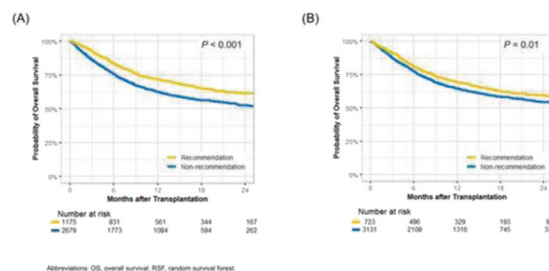 (A)
P < 0.001
100%
75%
50%
25%
0%
Probability of Overall Survival
Recommendation
Non-recommendation
0 6 12 18 24
Months after Transplantation
Number at risk
1175 831 561 344 167
2679 1773 1084 594 262
(B)
P = 0.01
100%
75%
50%
25%
0%
Probability of Overall Survival
Recommendation
Non-recommendation
0 6 12 18 24
Months after Transplantation
Number at risk
723 496 329 193
3131 2108 1316 745
Abbreviations: OS, overall survival; RSF, random survival forest.